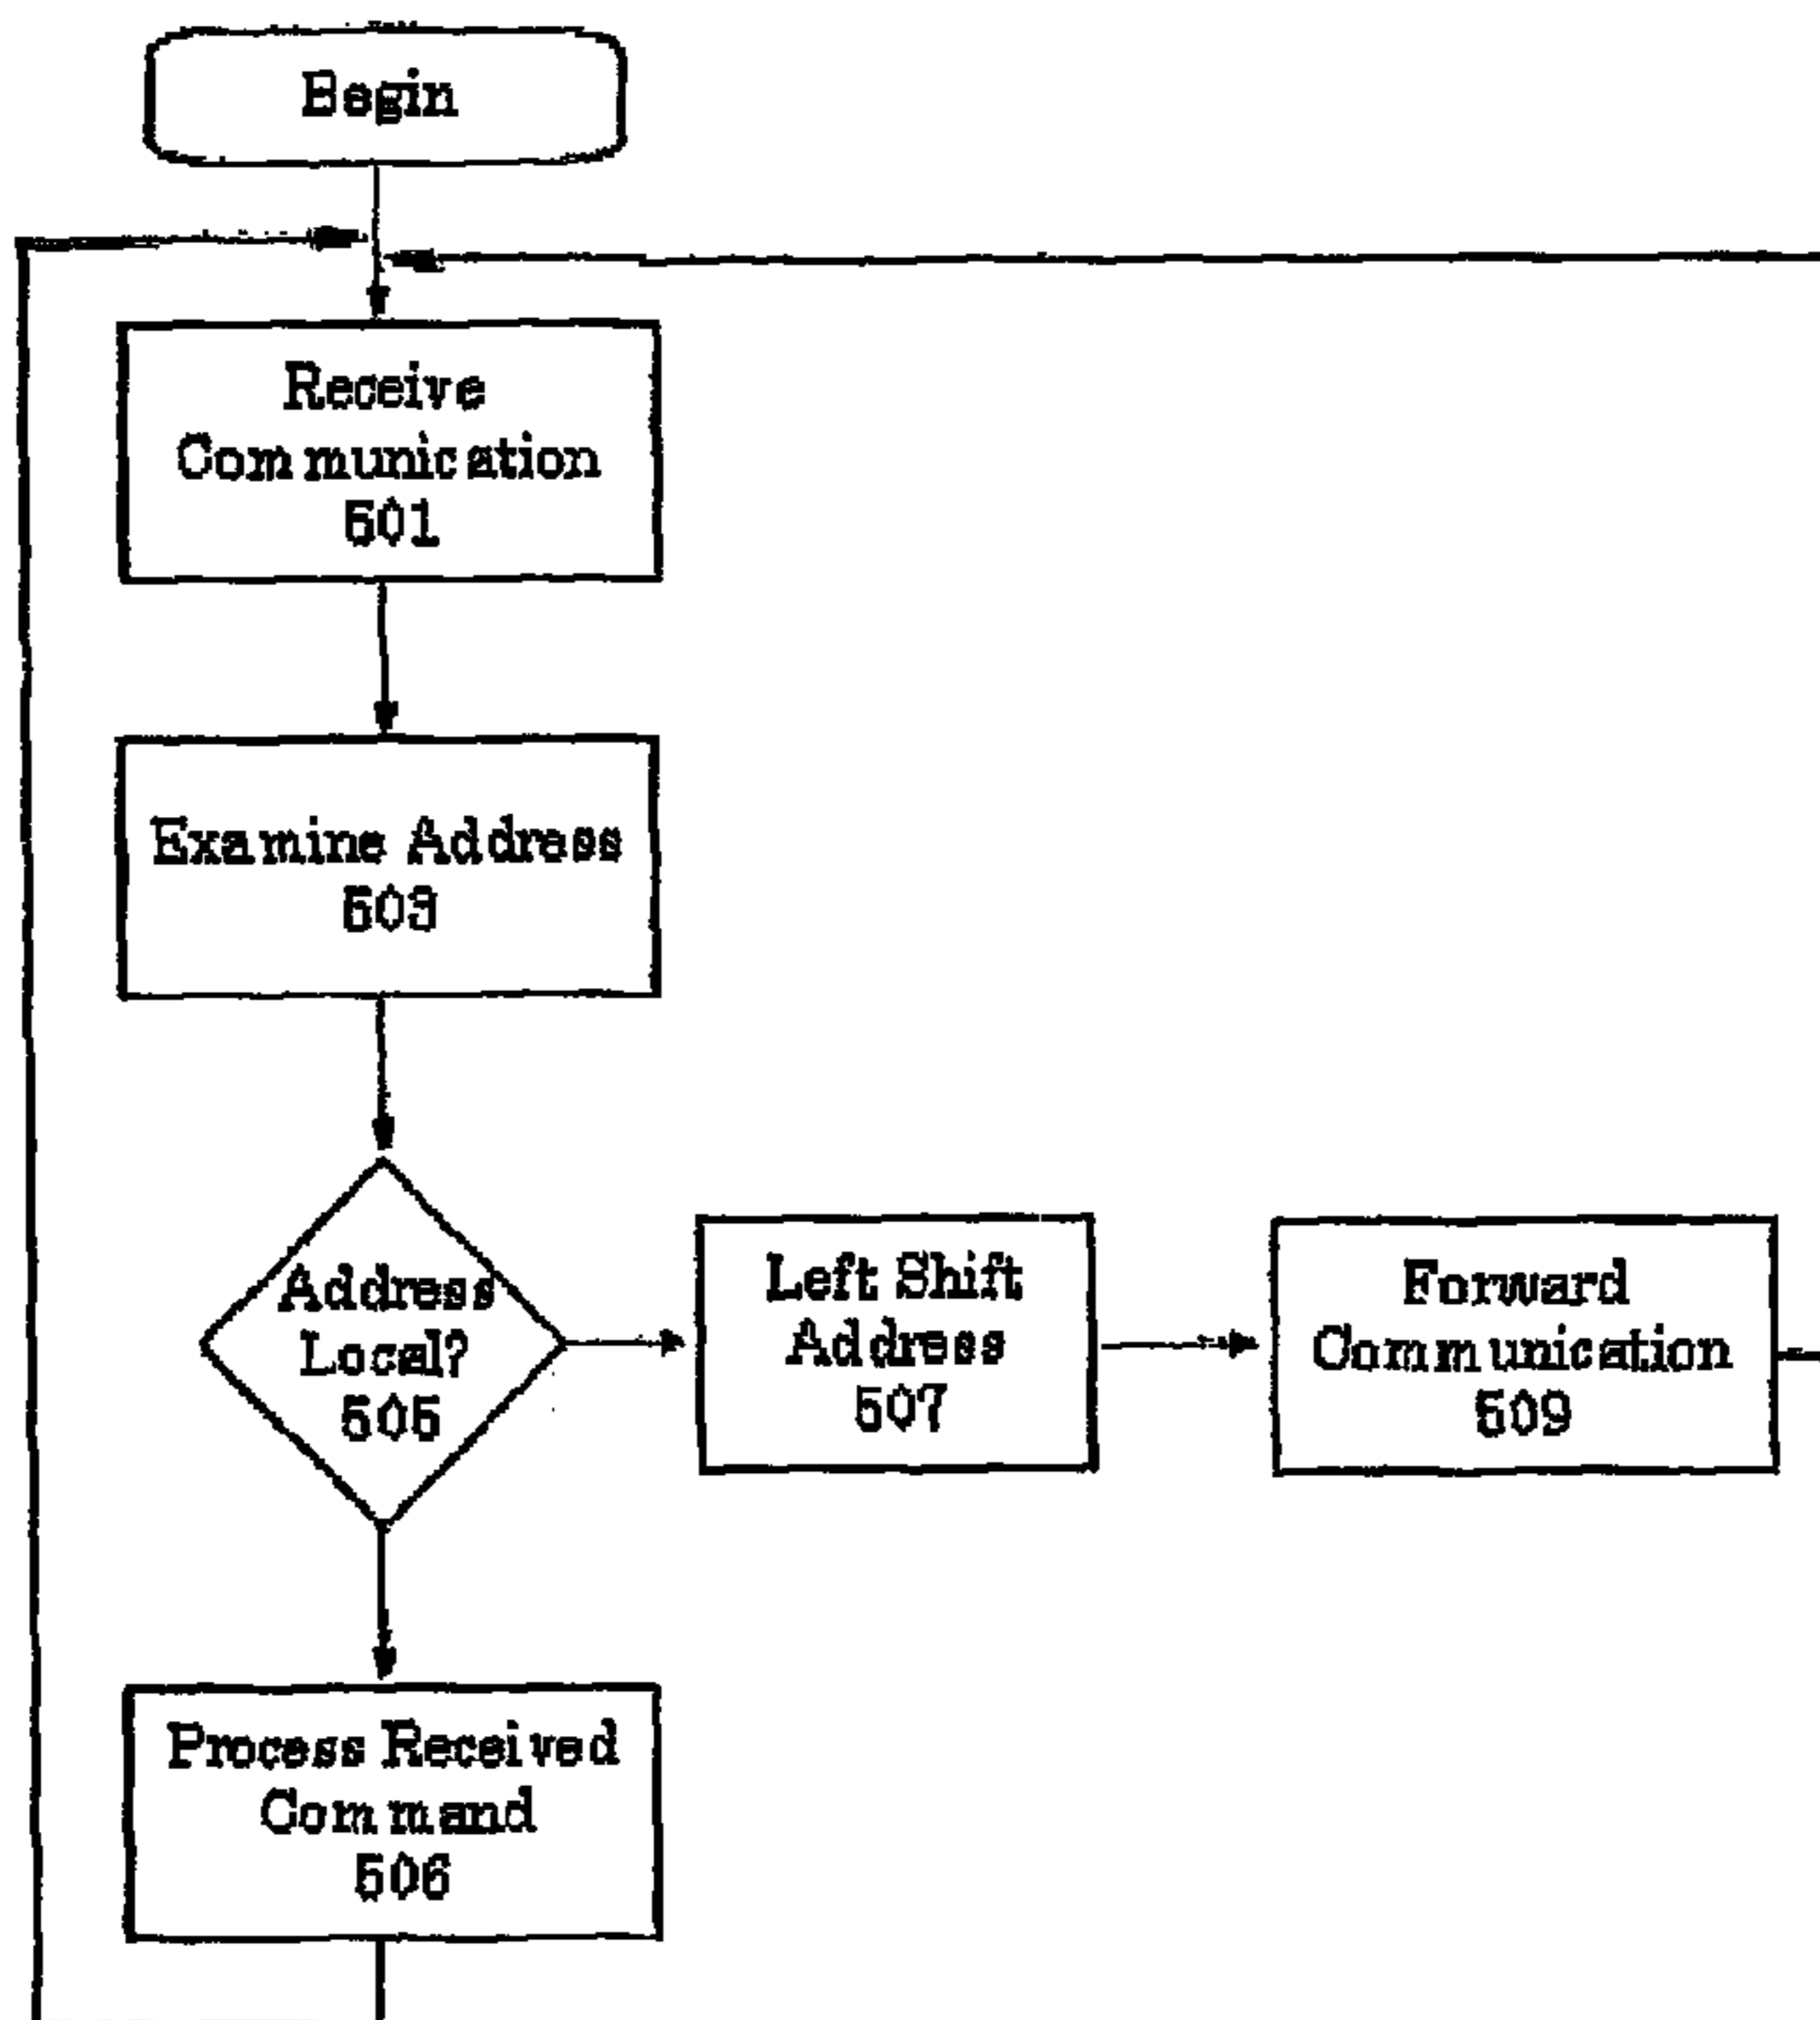 Begin
Receive
Communication
501
Examine Address
503
Address
Local?
505
Left Shift
Address
507
Forward
Communication
509
Process Received
Command
506